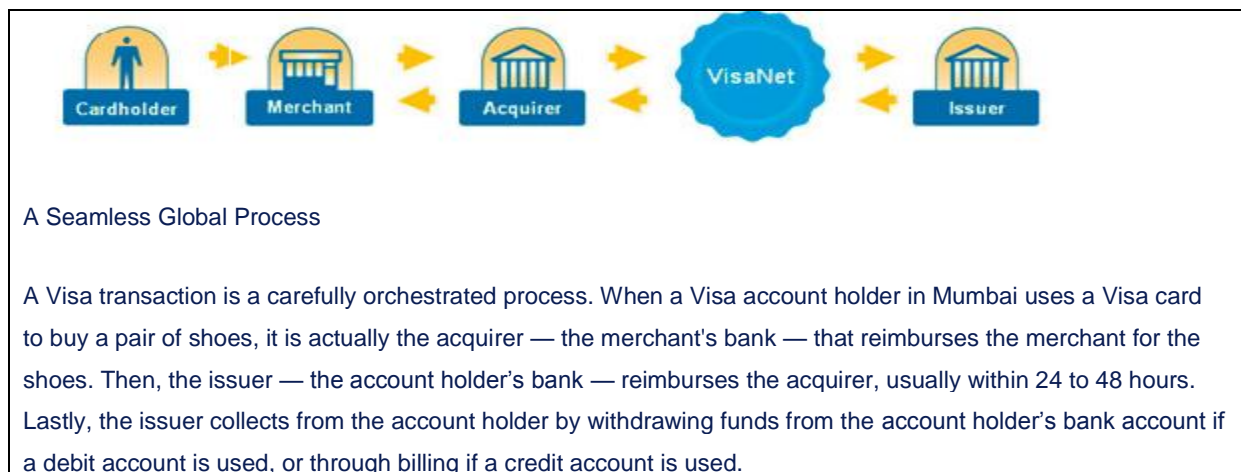 Cardholder Merchant Acquirer VisaNet Issuer
A Seamless Global Process
A Visa transaction is a carefully orchestrated process. When a Visa account holder in Mumbai uses a Visa card
to buy a pair of shoes, it is actually the acquirer — the merchant's bank — that reimburses the merchant for the
shoes. Then, the issuer — the account holder’s bank — reimburses the acquirer, usually within 24 to 48 hours.
Lastly, the issuer collects from the account holder by withdrawing funds from the account holder’s bank account if
a debit account is used, or through billing if a credit account is used.